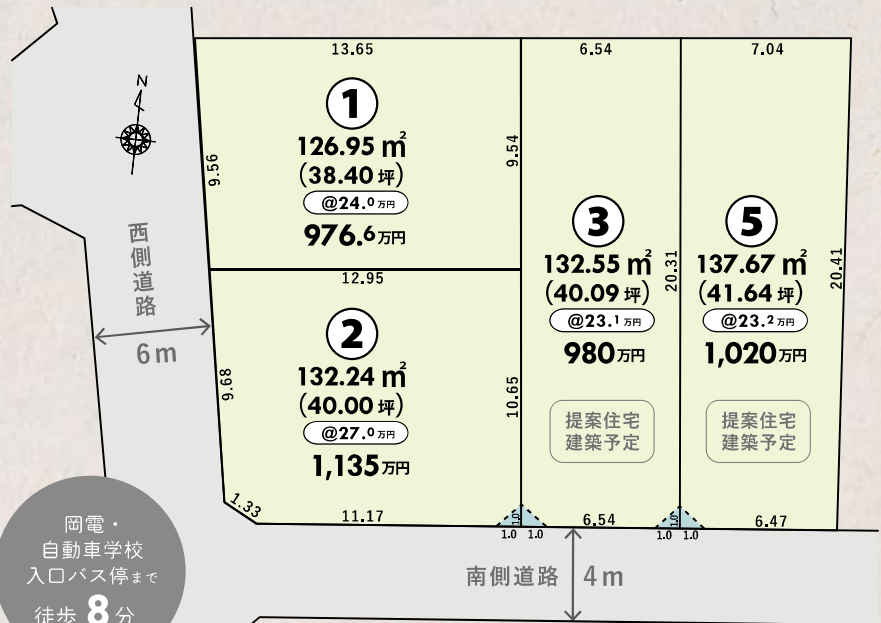 N
13.65
6.54
7.04
1
126.95 ㎡
(38.40 坪)
@24.0 万円
976.6万円
9.56
9.54
3
132.55 ㎡
(40.09 坪)
@23.1 万円
980万円
提案住宅
建築予定
20.31
5
137.67 ㎡
(41.64 坪)
@23.2 万円
1,020万円
提案住宅
建築予定
20.41
西側道路
6m
12.95
2
132.24 ㎡
(40.00 坪)
@27.0 万円
1,135万円
9.68
10.65
1.33
11.17
1.0
1.0 1.0
6.54
1.0
1.0 1.0
6.47
南側道路 4m
岡電・
自動車学校
入口バス停まで
徒歩 8 分